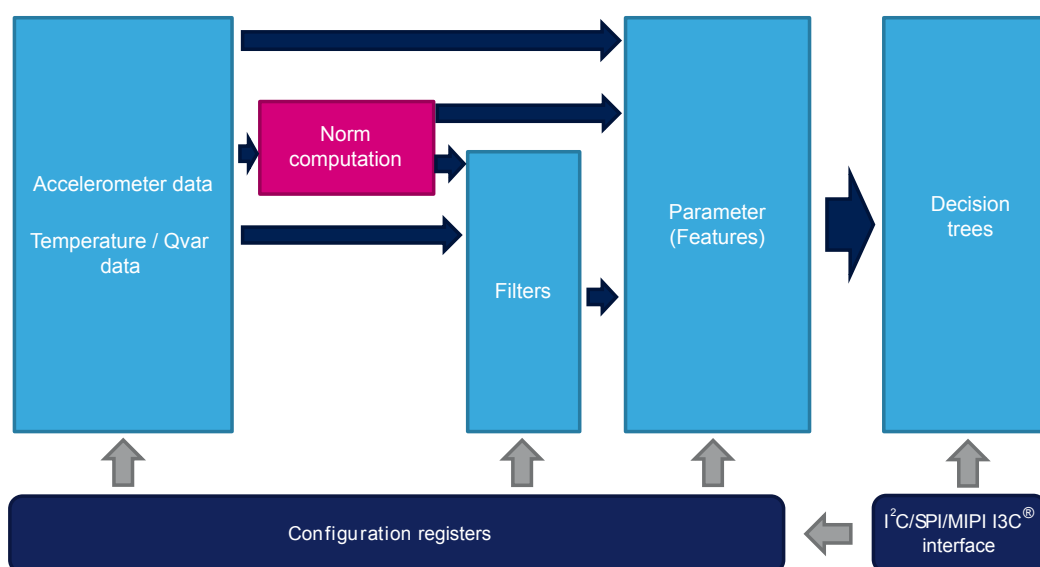 Accelerometer data
Temperature / Qvar
data
Norm
computation
Filters
Parameter
(Features)
Decision
trees
Configuration registers
I²C/SPI/MIPI I3C®
interface